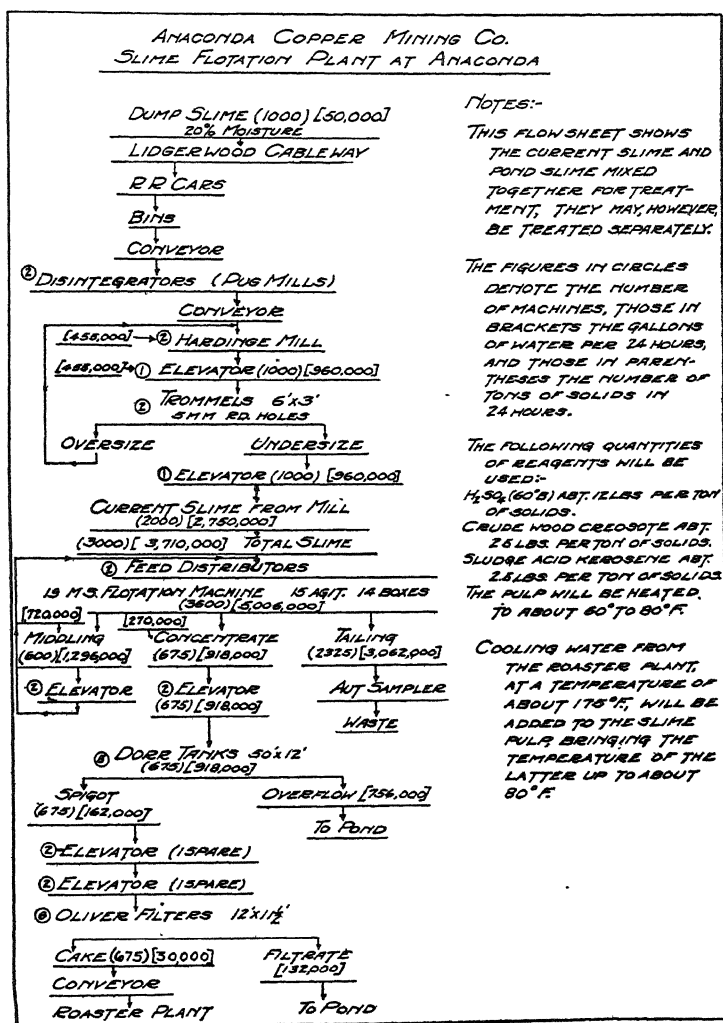 ANACONDA COPPER MINING CO.
SLIME FLOTATION PLANT AT ANACONDA
DUMP SLIME (1000) [50,000]
20% MOISTURE
LIDGERWOOD CABLEWAY
R R CARS
BINS
CONVEYOR
② DISINTEGRATORS (PUG MILLS)
CONVEYOR
[455,000] ② HARDINGE MILL
[455,000] ① ELEVATOR (1000) [960,000]
② TROMMELS 6'x3'
5MM RD. HOLES
OVERSIZE UNDERSIZE
① ELEVATOR (1000) [960,000]
CURRENT SLIME FROM MILL
(2000) [2,750,000]
(3000) [3,710,000] TOTAL SLIME
② FEED DISTRIBUTORS
13 M.S. FLOTATION MACHINE 15 AGIT. 14 BOXES
(3600) [5,006,000]
[720,000] [270,000]
MIDDLING CONCENTRATE TAILING
(600) [1,296,000] (675) [918,000] (2325) [3,062,000]
② ELEVATOR ② ELEVATOR AUT SAMPLER
(675) [918,000]
WASTE
DORR TANKS 50'x12'
(675) [918,000]
SPIGOT OVERFLOW [756,000]
(675) [162,000]
TO POND
② ELEVATOR (1 SPARE)
② ELEVATOR (1 SPARE)
OLIVER FILTERS 12'x11½'
CAKE (675) [30,000] FILTRATE
[132,000]
CONVEYOR
ROASTER PLANT TO POND
NOTES:-
THIS FLOW SHEET SHOWS
THE CURRENT SLIME AND
POND SLIME MIXED
TOGETHER FOR TREAT-
MENT, THEY MAY, HOWEVER,
BE TREATED SEPARATELY.
THE FIGURES IN CIRCLES
DENOTE THE NUMBER
OF MACHINES, THOSE IN
BRACKETS THE GALLONS
OF WATER PER 24 HOURS,
AND THOSE IN PAREN-
THESES THE NUMBER OF
TONS OF SOLIDS IN
24 HOURS.
THE FOLLOWING QUANTITIES
OF REAGENTS WILL BE
USED:-
H₂SO₄ (60°B) ABT. 12 LBS PER TON
OF SOLIDS.
CRUDE WOOD CREOSOTE ABT.
LBS. PER TON OF SOLIDS.
SLUDGE ACID KEROSENE ABT.
LBS. PER TON OF SOLIDS.
THE PULP WILL BE HEATED
TO ABOUT 60° TO 80°F.
COOLING WATER FROM
THE ROASTER PLANT,
AT A TEMPERATURE OF
ABOUT 175°F, WILL BE
ADDED TO THE SLIME
PULP, BRINGING THE
TEMPERATURE OF THE
LATTER UP TO ABOUT
80°F.